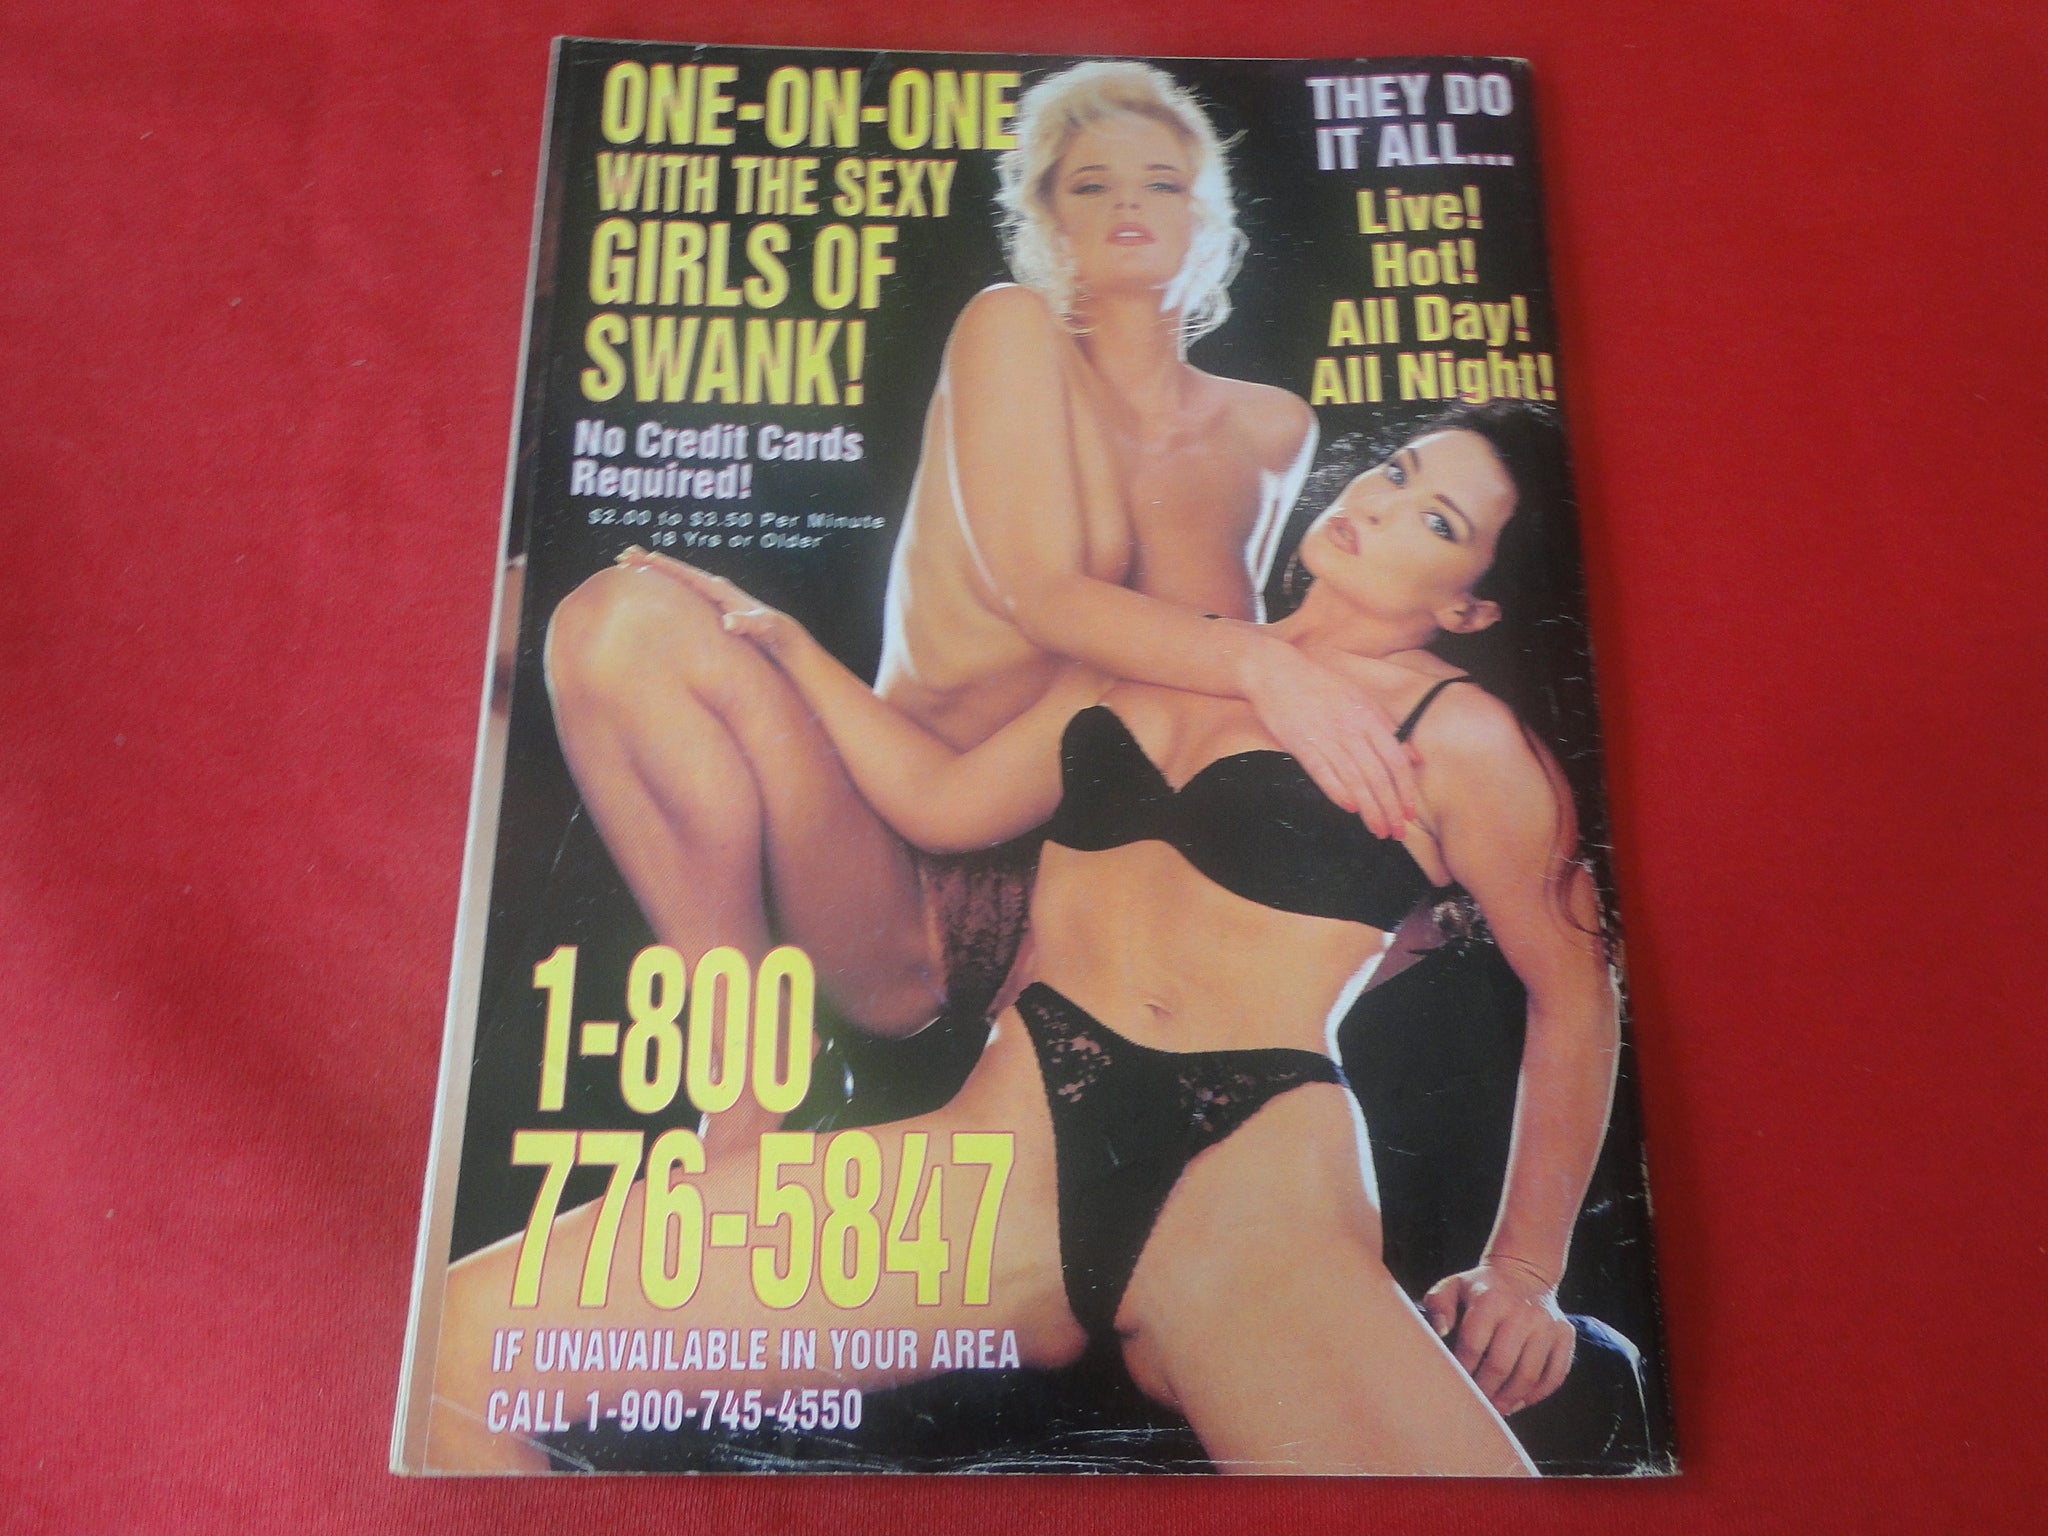 ONE-ON-ONE
WITH THE SEXY
GIRLS OF
SWANK!
No Credit Cards
Required!
$2.00 to $3.50 Per Minute
18 Yrs or Older
THEY DO
IT ALL...
Live!
Hot!
All Day!
All Night!
1-800
776-5847
IF UNAVAILABLE IN YOUR AREA
CALL 1-900-745-4550